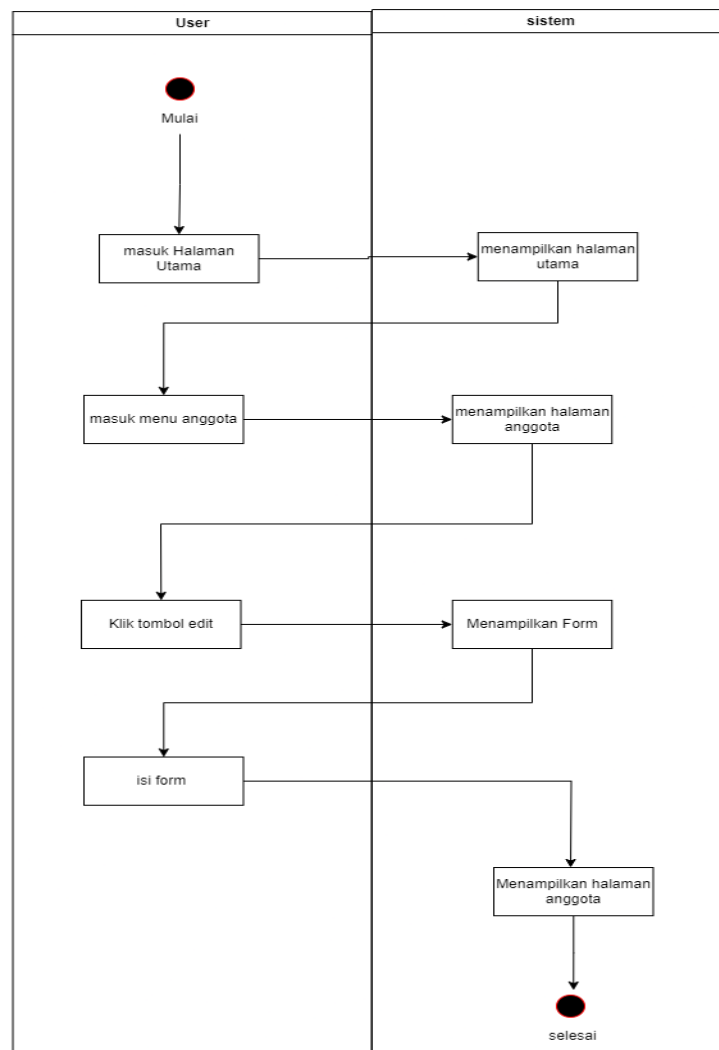 User
sistem
Mulai
masuk Halaman
Utama
menampilkan halaman
utama
masuk menu anggota
menampilkan halaman
anggota
Klik tombol edit
Menampilkan Form
isi form
Menampilkan halaman
anggota
selesai